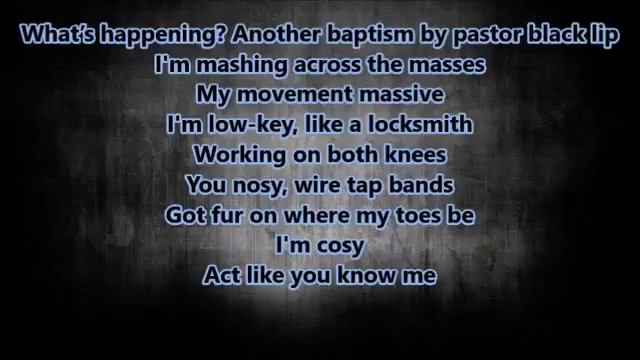 What's happening? Another baptism by pastor black lip
I'm mashing across the masses
My movement massive
I'm low-key, like a locksmith
Working on both knees
You nosy, wire tap bands
Got fur on where my toes be
I'm cosy
Act like you know me